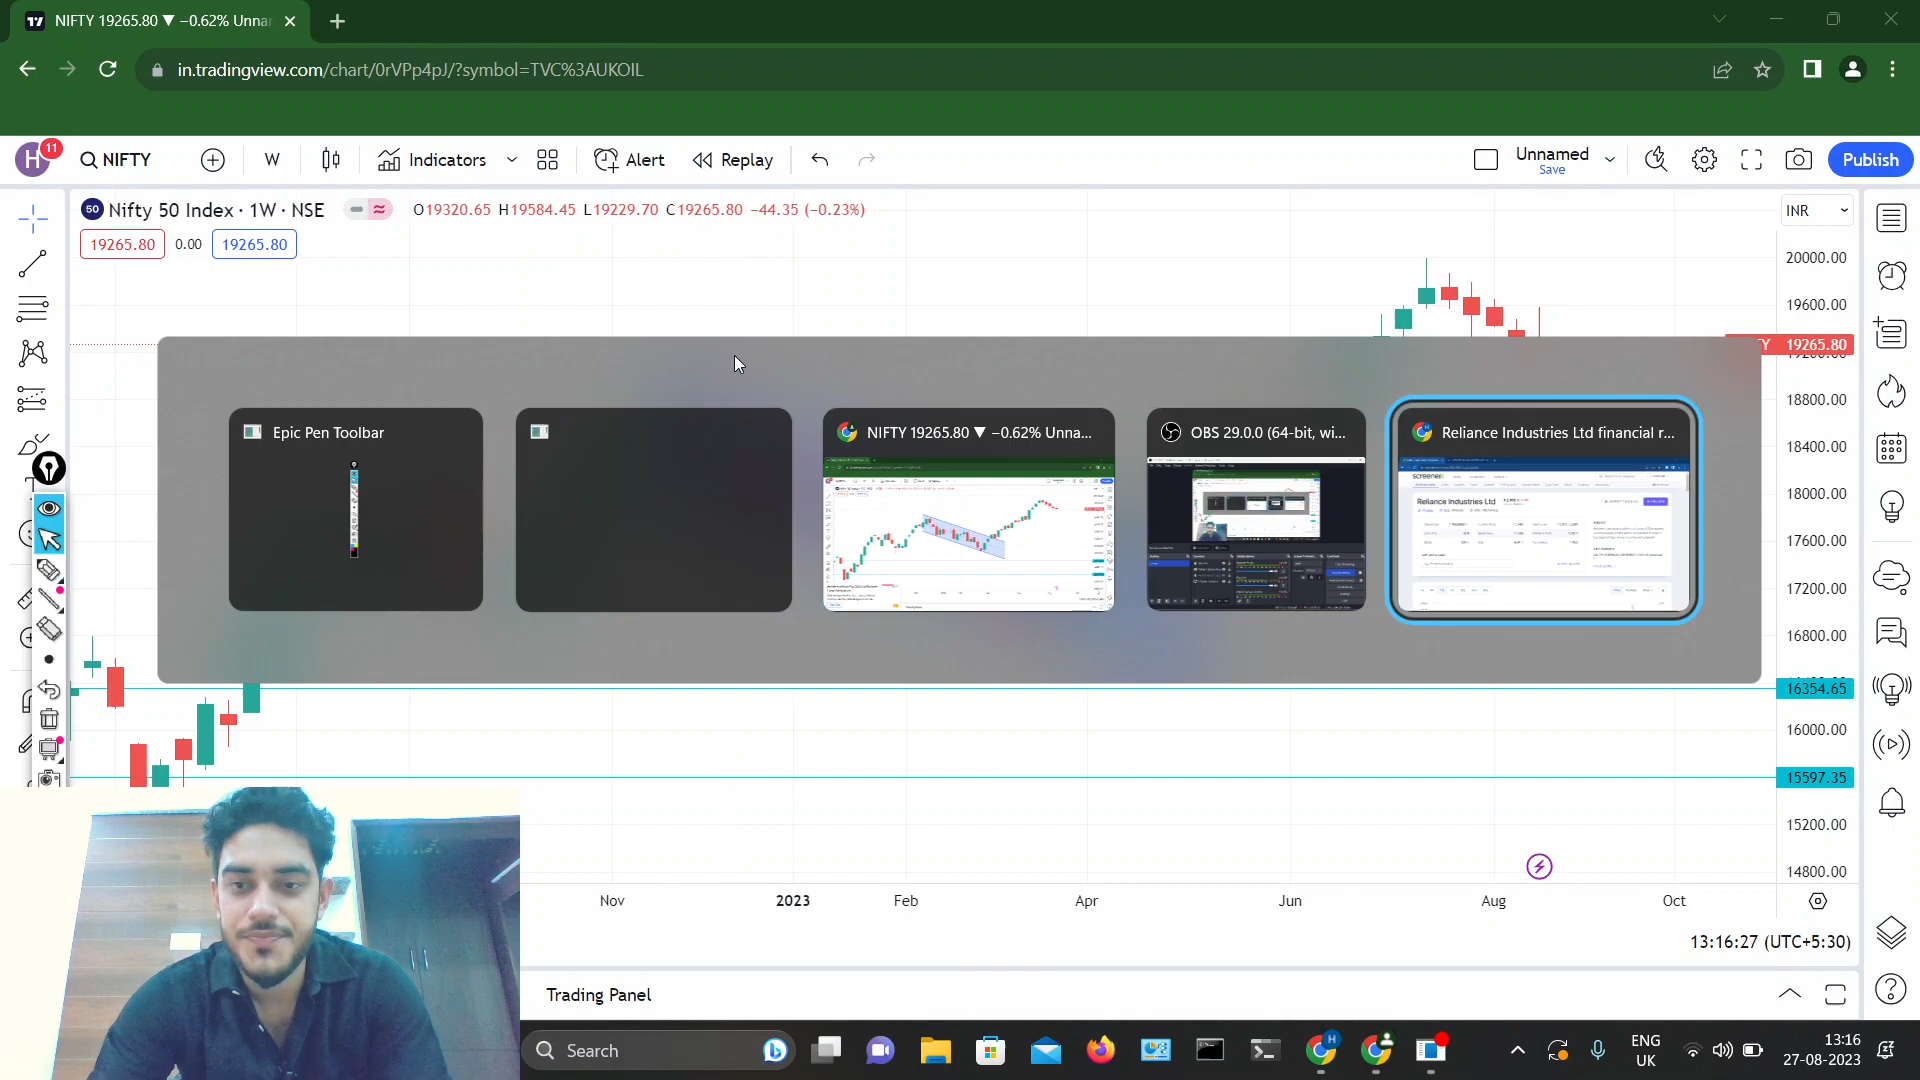 NIFTY 19265.80 ▼ −0.62% Unna
in.tradingview.com/chart/0rVPp4pJ/?symbol=TVC%3AUKOIL
H 11 NIFTY W Indicators Alert Replay Unnamed Save Publish
50 Nifty 50 Index · 1W · NSE O19320.65 H19584.45 L19229.70 C19265.80 −44.35 (−0.23%) INR
19265.80 0.00 19265.80
20000.00
19600.00
19265.80
18800.00
Epic Pen Toolbar
NIFTY 19265.80 ▼ −0.62% Unna...
OBS 29.0.0 (64-bit, wi...
Reliance Industries Ltd financial r...
screener
Reliance Industries Ltd
18400.00
18000.00
17600.00
17200.00
16800.00
16354.65
16000.00
15597.35
15200.00
14800.00
Nov 2023 Feb Apr Jun Aug Oct
13:16:27 (UTC+5:30)
Trading Panel
Search
ENG
UK
13:16
27-08-2023